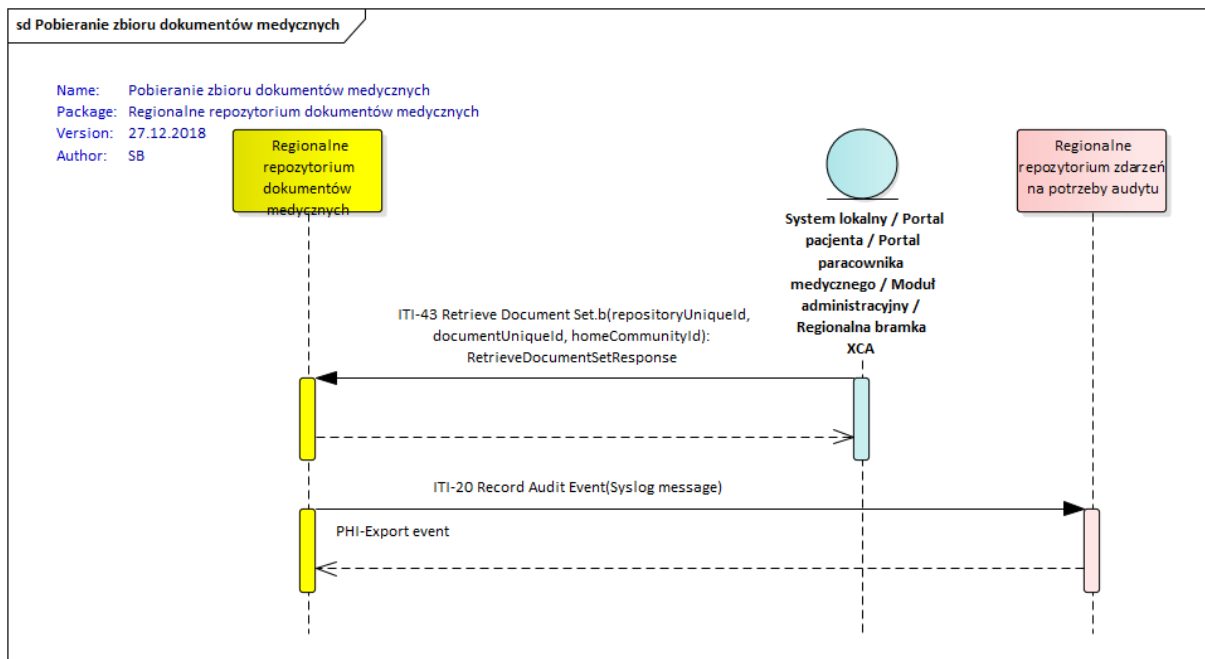 sd Pobieranie zbioru dokumentów medycznych
Name: Pobieranie zbioru dokumentów medycznych
Package: Regionalne repozytorium dokumentów medycznych
Version: 27.12.2018
Author: SB
Regionalne
repozytorium
dokumentów
medycznych
System lokalny / Portal
pacjenta / Portal
paracownika
medycznego / Moduł
administracyjny /
Regionalna bramka
XCA
Regionalne
repozytorium zdarzeń
na potrzeby audytu
ITI-43 Retrieve Document Set.b(repositoryUniqueId,
documentUniqueId, homeCommunityId):
RetrieveDocumentSetResponse
ITI-20 Record Audit Event(Syslog message)
PHI-Export event